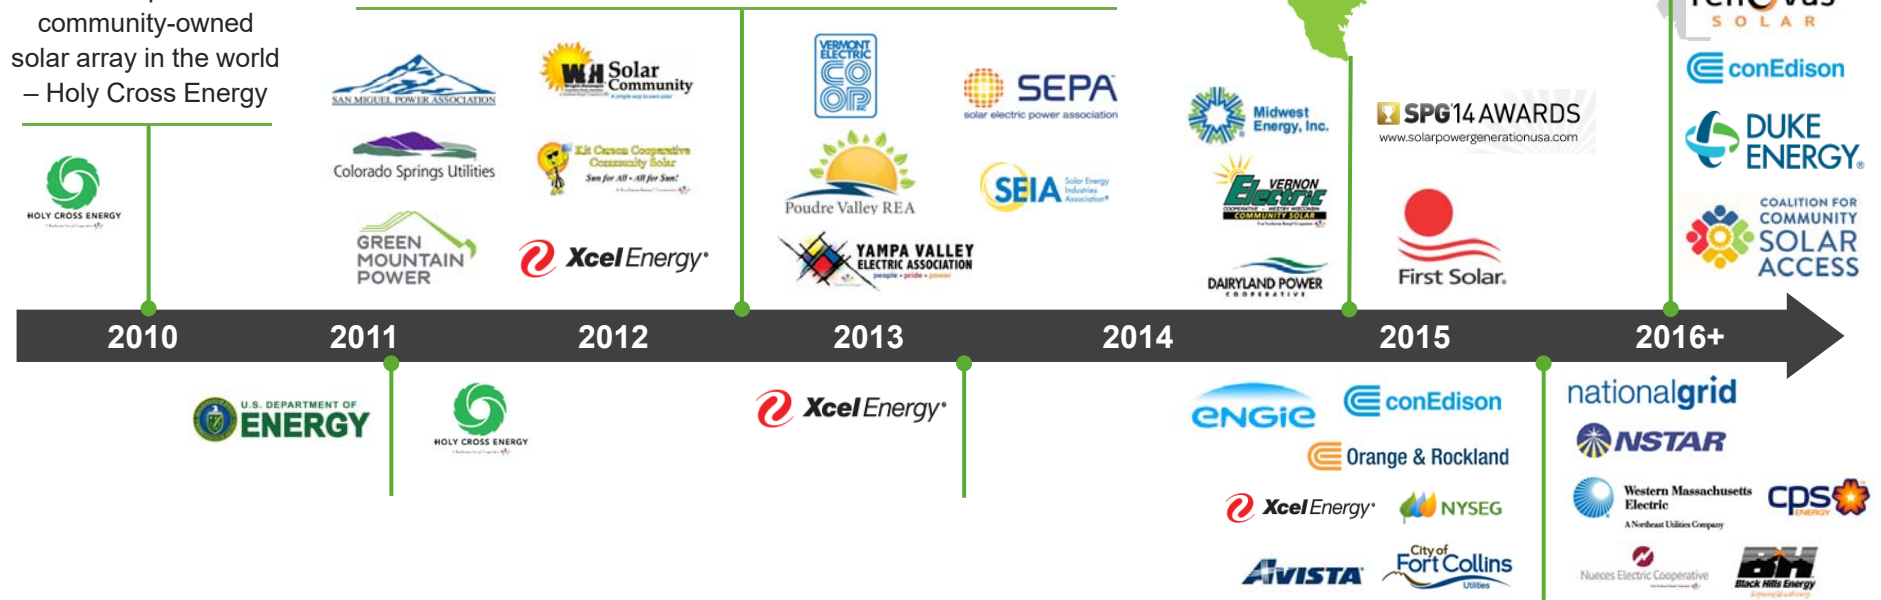 community-owned
solar array in the world
– Holy Cross Energy
HOLY CROSS ENERGY
SAN MIGUEL POWER ASSOCIATION
Colorado Springs Utilities
GREEN
MOUNTAIN
POWER
WH Solar
Community
Kit Carson Cooperative
Community Solar
Sun for All • All for Sun!
Xcel Energy®
VERMONT
ELECTRIC
CO
OP
Poudre Valley REA
YAMPA VALLEY
ELECTRIC ASSOCIATION
people • pride • power
SEPA
solar electric power association
SEIA
Solar Energy
Industries
Association®
Midwest
Energy, Inc.
VERNON
Electric
COMMUNITY SOLAR
DAIRYLAND POWER
COOPERATIVE
SPG'14 AWARDS
www.solarpowergenerationusa.com
First Solar.
SOLAR
conEdison
DUKE
ENERGY®
COALITION FOR
COMMUNITY
SOLAR
ACCESS
2010 2011 2012 2013 2014 2015 2016+
U.S. DEPARTMENT OF
ENERGY
HOLY CROSS ENERGY
Xcel Energy®
ENGIE
conEdison
Orange & Rockland
Xcel Energy®
NYSEG
AVISTA
City of
Fort Collins
Utilities
nationalgrid
NSTAR
Western Massachusetts
Electric
A Northeast Utilities Company
CPS
ENERGY
Nueces Electric Cooperative
BH
Black Hills Energy